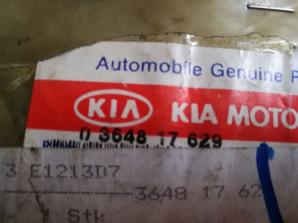 Automobile Genuine P
KIA KIA MOTO
0 3648 17 629
3 E1213D7
3648 17 62
1 Stk